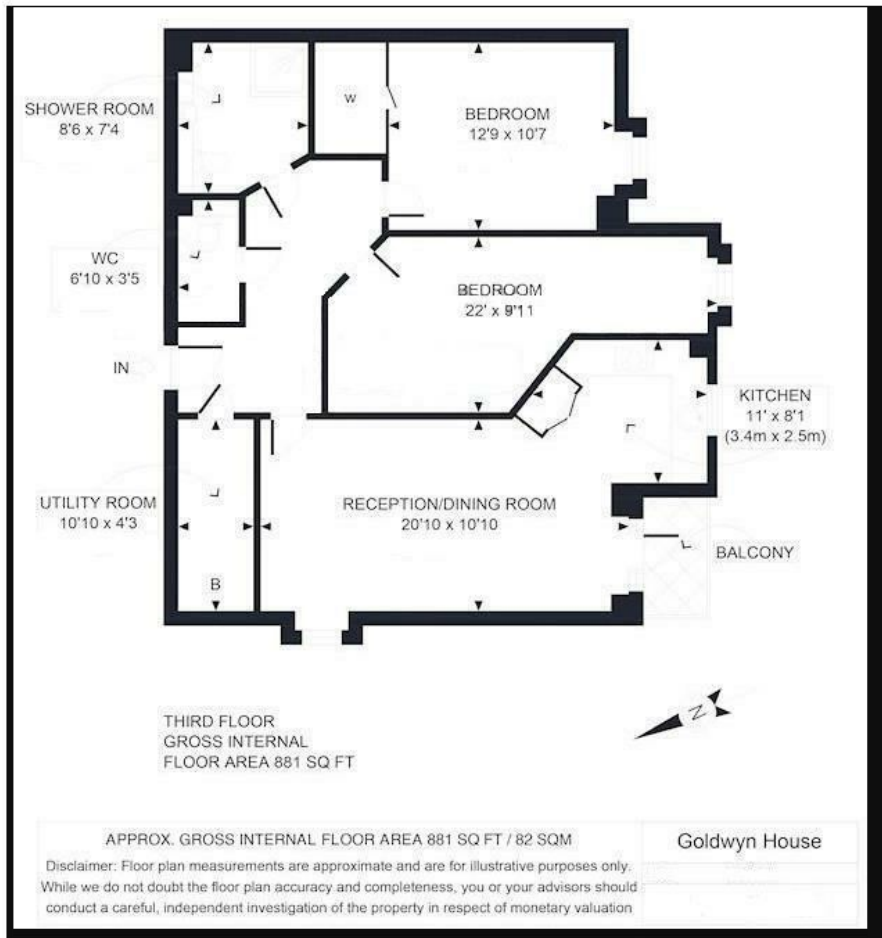 SHOWER ROOM
8'6 x 7'4
W
BEDROOM
12'9 x 10'7
WC
6'10 x 3'5
BEDROOM
22' x 9'11
IN
KITCHEN
11' x 8'1
(3.4m x 2.5m)
UTILITY ROOM
10'10 x 4'3
RECEPTION/DINING ROOM
20'10 x 10'10
BALCONY
B
N
THIRD FLOOR
GROSS INTERNAL
FLOOR AREA 881 SQ FT
APPROX. GROSS INTERNAL FLOOR AREA 881 SQ FT / 82 SQM
Disclaimer: Floor plan measurements are approximate and are for illustrative purposes only.
While we do not doubt the floor plan accuracy and completeness, you or your advisors should
conduct a careful, independent investigation of the property in respect of monetary valuation
Goldwyn House